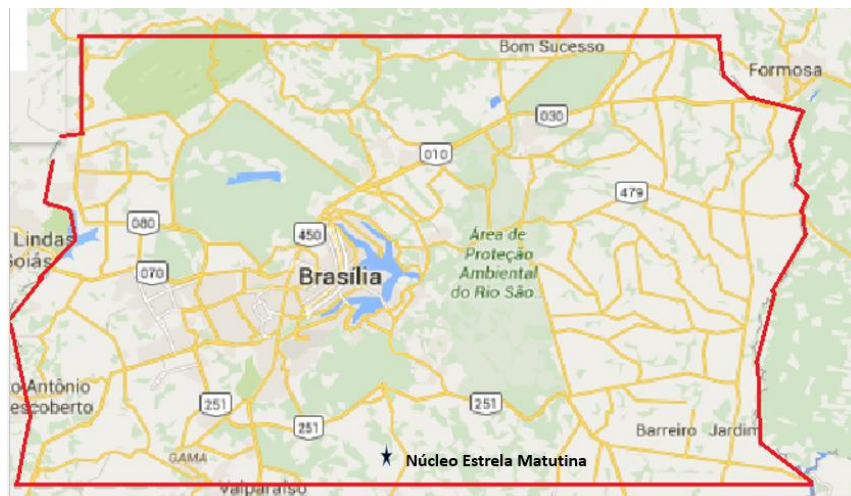 Bom Sucesso
Formosa
030
010
479
080
450
Lindas
Goiás
070
Área de
Proteção
Ambiental
do Rio São...
Brasília
o Antônio
escoberto
251
251
251
Barreiro Jardim
GAMA
Núcleo Estrela Matutina
Valparaíso